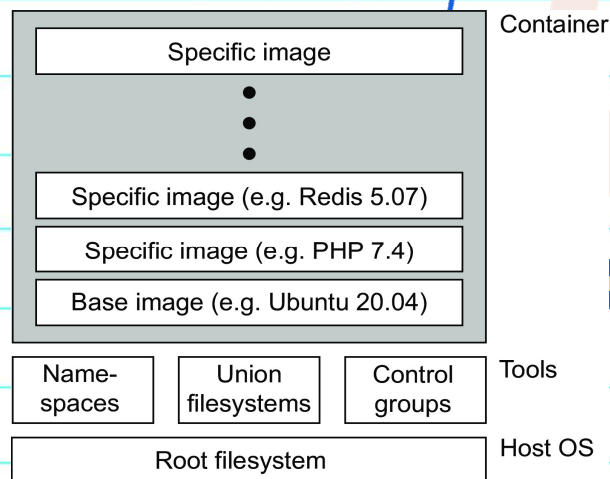 Container
Specific image
Specific image (e.g. Redis 5.07)
Specific image (e.g. PHP 7.4)
Base image (e.g. Ubuntu 20.04)
Name-
spaces
Union
filesystems
Control
groups
Tools
Root filesystem
Host OS